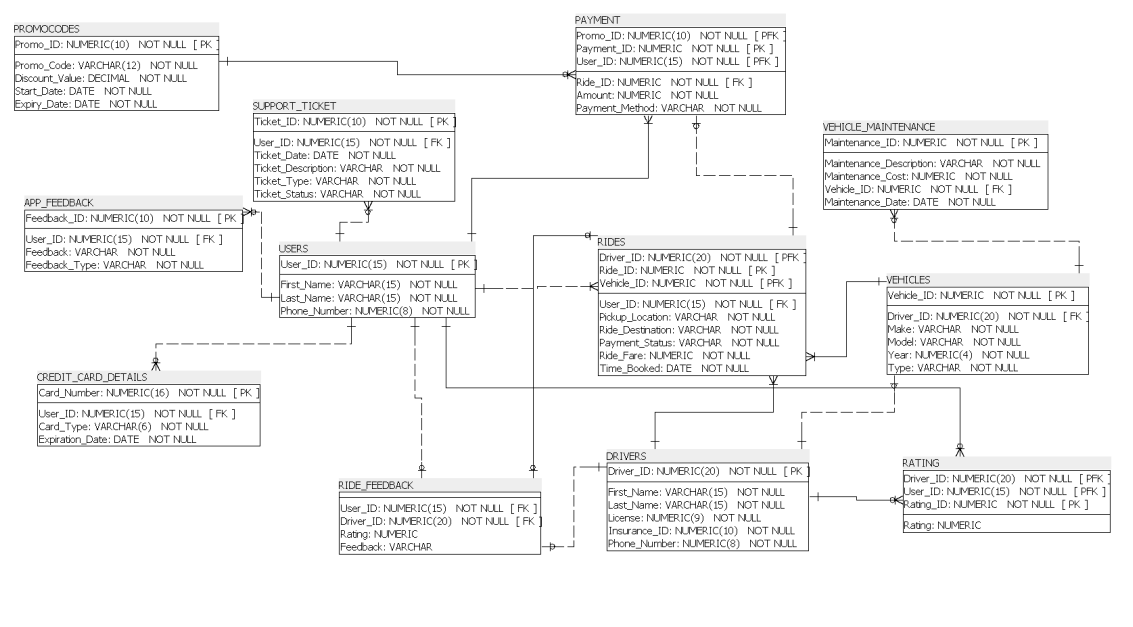 PROMOCODES
Promo_ID: NUMERIC(10) NOT NULL [ PK ]
Promo_Code: VARCHAR(12) NOT NULL
Discount_Value: DECIMAL NOT NULL
Start_Date: DATE NOT NULL
Expiry_Date: DATE NOT NULL
PAYMENT
Promo_ID: NUMERIC(10) NOT NULL [ PFK ]
Payment_ID: NUMERIC NOT NULL [ PK ]
User_ID: NUMERIC(15) NOT NULL [ PFK ]
Ride_ID: NUMERIC NOT NULL [ FK ]
Amount: NUMERIC NOT NULL
Payment_Method: VARCHAR NOT NULL
SUPPORT_TICKET
Ticket_ID: NUMERIC(10) NOT NULL [ PK ]
User_ID: NUMERIC(15) NOT NULL [ FK ]
Ticket_Date: DATE NOT NULL
Ticket_Description: VARCHAR NOT NULL
Ticket_Type: VARCHAR NOT NULL
Ticket_Status: VARCHAR NOT NULL
VEHICLE_MAINTENANCE
Maintenance_ID: NUMERIC NOT NULL [ PK ]
Maintenance_Description: VARCHAR NOT NULL
Maintenance_Cost: NUMERIC NOT NULL
Vehicle_ID: NUMERIC NOT NULL [ FK ]
Maintenance_Date: DATE NOT NULL
APP_FEEDBACK
Feedback_ID: NUMERIC(10) NOT NULL [ PK ]
User_ID: NUMERIC(15) NOT NULL [ FK ]
Feedback: VARCHAR NOT NULL
Feedback_Type: VARCHAR NOT NULL
USERS
User_ID: NUMERIC(15) NOT NULL [ PK ]
First_Name: VARCHAR(15) NOT NULL
Last_Name: VARCHAR(15) NOT NULL
Phone_Number: NUMERIC(8) NOT NULL
RIDES
Driver_ID: NUMERIC(20) NOT NULL [ PFK ]
Ride_ID: NUMERIC NOT NULL [ PK ]
Vehicle_ID: NUMERIC NOT NULL [ PFK ]
User_ID: NUMERIC(15) NOT NULL [ FK ]
Pickup_Location: VARCHAR NOT NULL
Ride_Destination: VARCHAR NOT NULL
Payment_Status: VARCHAR NOT NULL
Ride_Fare: NUMERIC NOT NULL
Time_Booked: DATE NOT NULL
VEHICLES
Vehicle_ID: NUMERIC NOT NULL [ PK ]
Driver_ID: NUMERIC(20) NOT NULL [ FK ]
Make: VARCHAR NOT NULL
Model: VARCHAR NOT NULL
Year: NUMERIC(4) NOT NULL
Type: VARCHAR NOT NULL
CREDIT_CARD_DETAILS
Card_Number: NUMERIC(16) NOT NULL [ PK ]
User_ID: NUMERIC(15) NOT NULL [ FK ]
Card_Type: VARCHAR(6) NOT NULL
Expiration_Date: DATE NOT NULL
RIDE_FEEDBACK
User_ID: NUMERIC(15) NOT NULL [ FK ]
Driver_ID: NUMERIC(20) NOT NULL [ FK ]
Rating: NUMERIC
Feedback: VARCHAR
DRIVERS
Driver_ID: NUMERIC(20) NOT NULL [ PK ]
First_Name: VARCHAR(15) NOT NULL
Last_Name: VARCHAR(15) NOT NULL
License: NUMERIC(9) NOT NULL
Insurance_ID: NUMERIC(10) NOT NULL
Phone_Number: NUMERIC(8) NOT NULL
RATING
Driver_ID: NUMERIC(20) NOT NULL [ PFK ]
User_ID: NUMERIC(15) NOT NULL [ PFK ]
Rating_ID: NUMERIC NOT NULL [ PK ]
Rating: NUMERIC